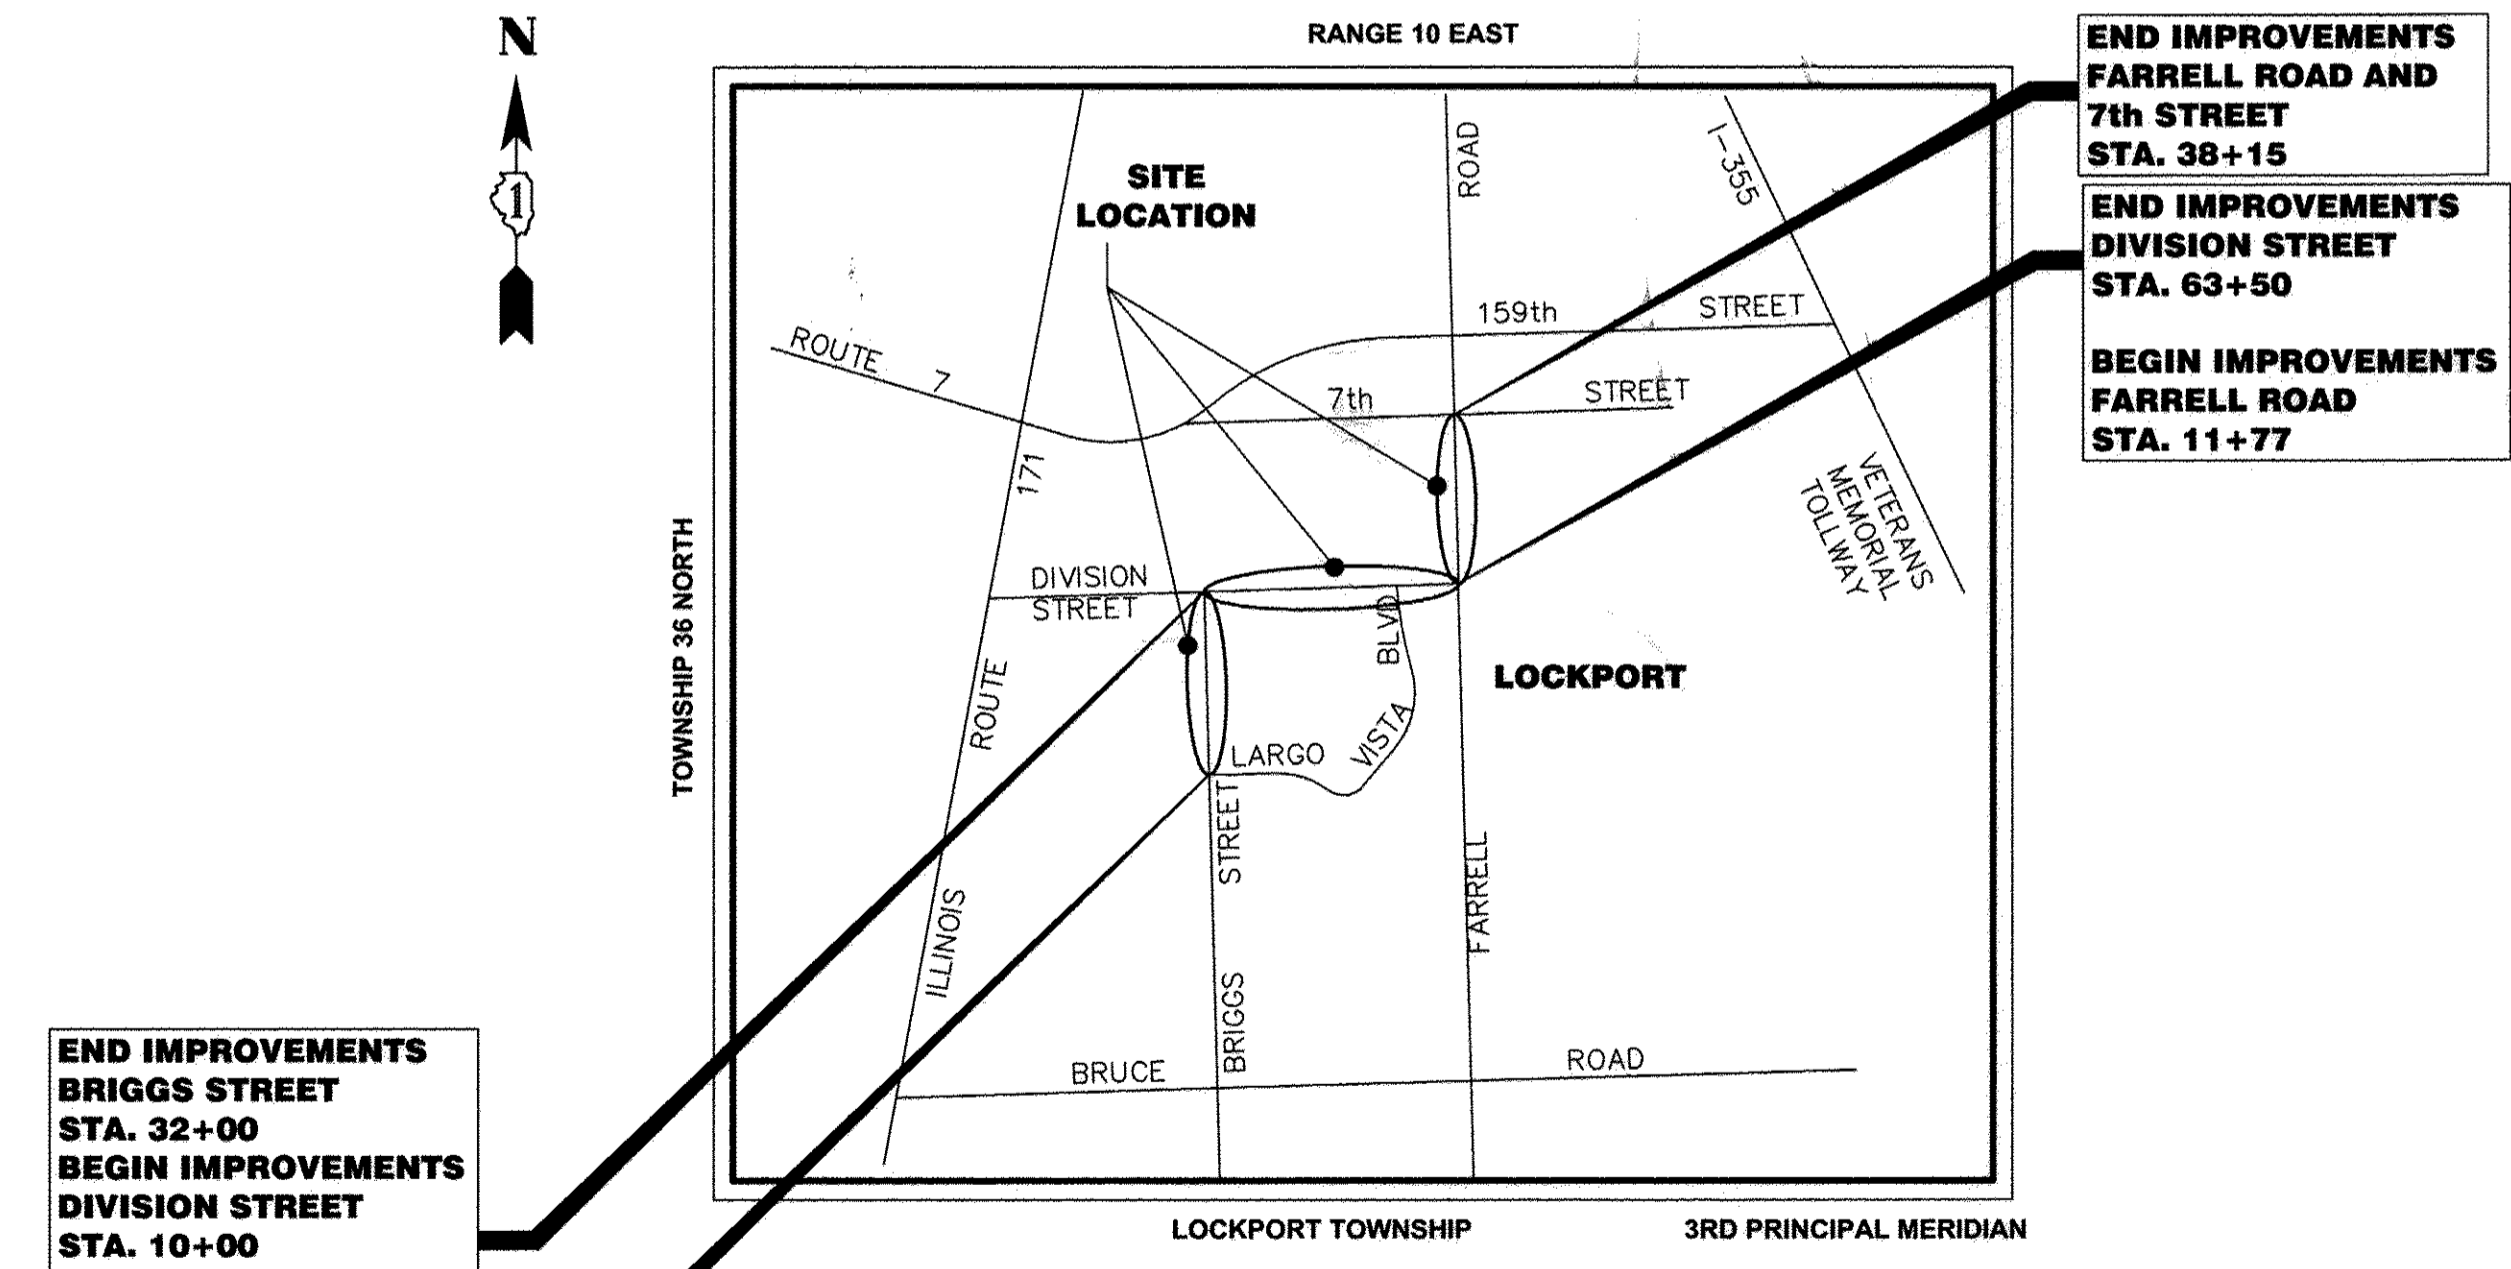 N
1
RANGE 10 EAST
END IMPROVEMENTS
FARRELL ROAD AND
7th STREET
STA. 38+15
END IMPROVEMENTS
DIVISION STREET
STA. 63+50
BEGIN IMPROVEMENTS
FARRELL ROAD
STA. 11+77
SITE
LOCATION
ROAD
I-355
159th STREET
ROUTE 7
7th STREET
171
VETERANS
MEMORIAL
TOLLWAY
TOWNSHIP 36 NORTH
DIVISION
STREET
BLVD
LOCKPORT
ROUTE
LARGO VISTA
STREET
FARRELL
ILLINOIS
BRIGGS
BRUCE ROAD
END IMPROVEMENTS
BRIGGS STREET
STA. 32+00
BEGIN IMPROVEMENTS
DIVISION STREET
STA. 10+00
LOCKPORT TOWNSHIP
3RD PRINCIPAL MERIDIAN